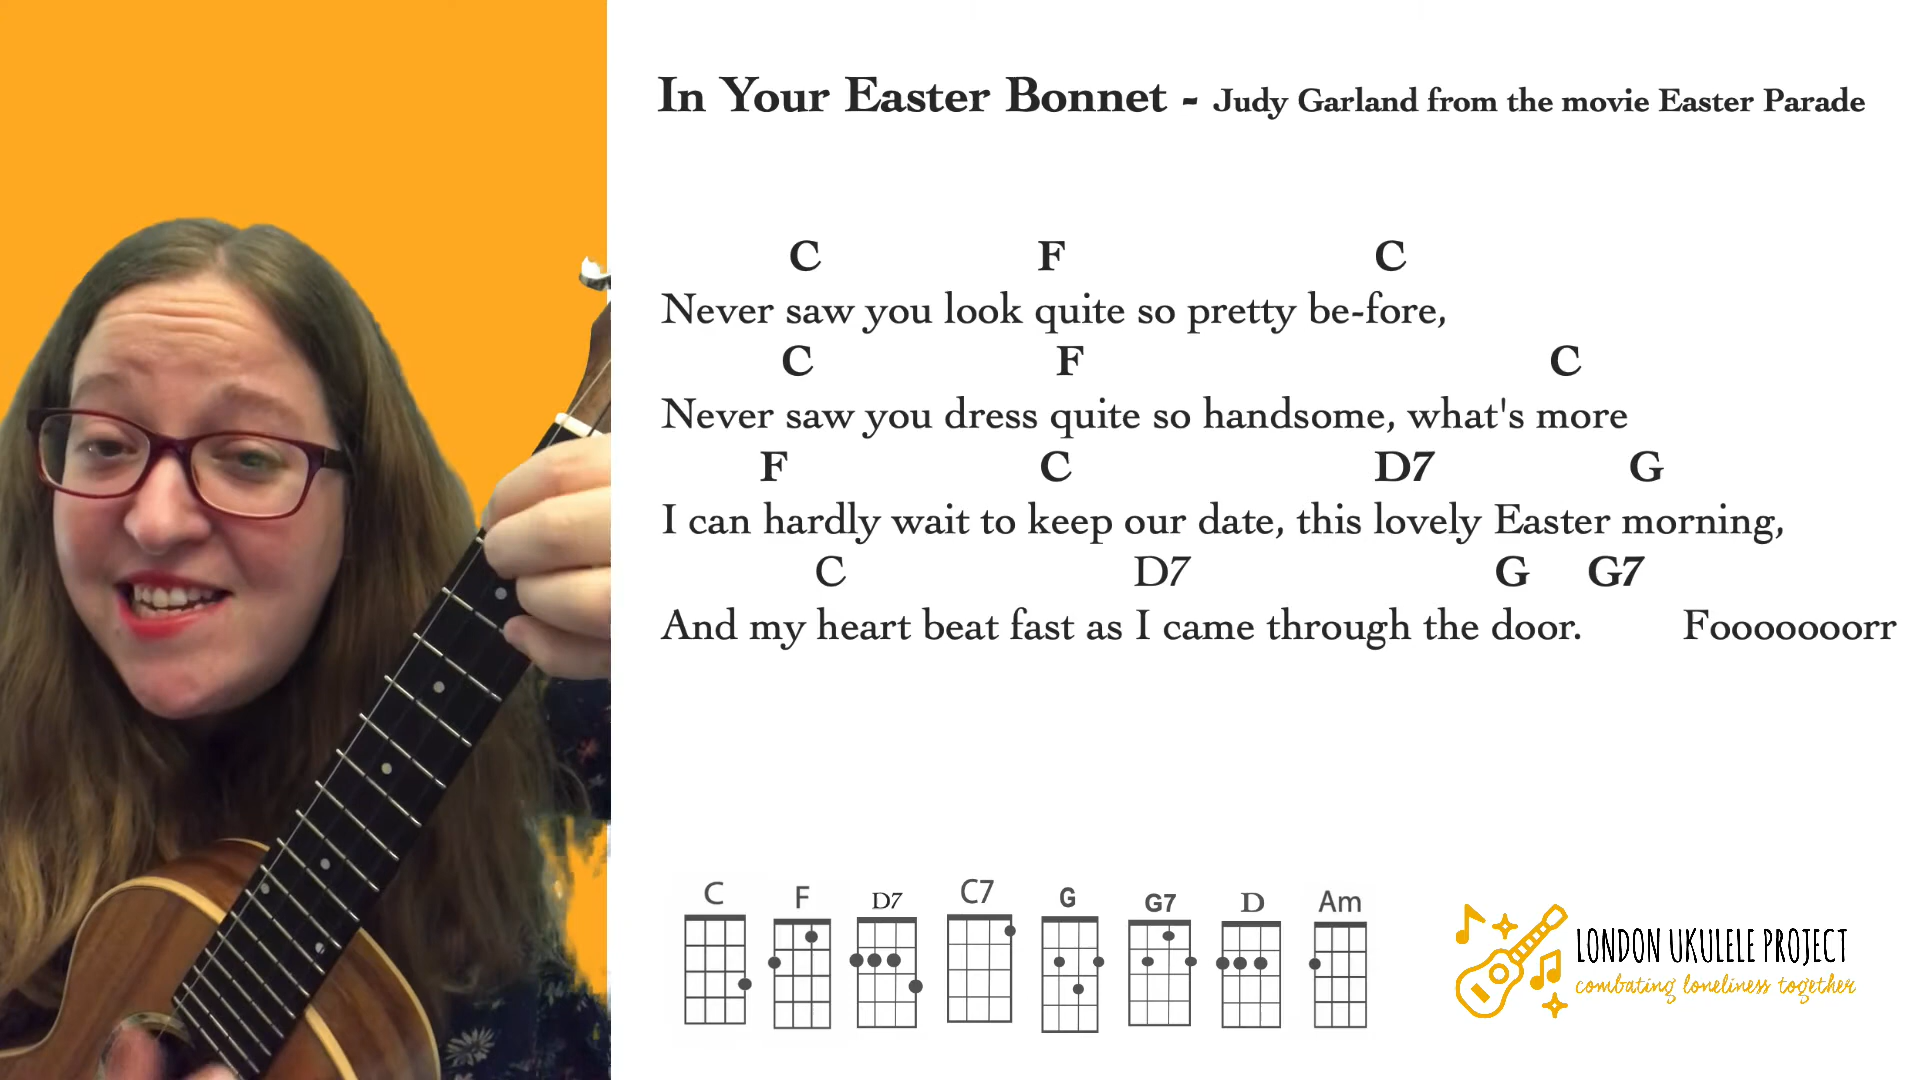 In Your Easter Bonnet - Judy Garland from the movie Easter Parade
C F C
Never saw you look quite so pretty be-fore,
C F C
Never saw you dress quite so handsome, what's more
F C D7 G
I can hardly wait to keep our date, this lovely Easter morning,
C D7 G G7
And my heart beat fast as I came through the door. Foooooooorr
C F D7 C7 G G7 D Am
LONDON UKULELE PROJECT
combating loneliness together